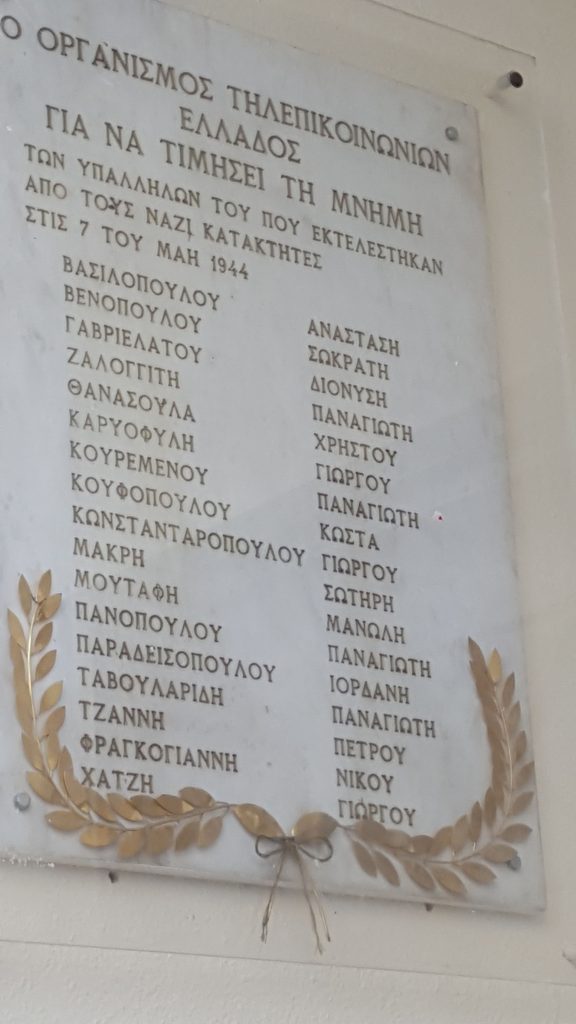 Ο ΟΡΓΑΝΙΣΜΟΣ ΤΗΛΕΠΙΚΟΙΝΩΝΙΩΝ
ΕΛΛΑΔΟΣ
ΓΙΑ ΝΑ ΤΙΜΗΣΕΙ ΤΗ ΜΝΗΜΗ
ΤΩΝ ΥΠΑΛΛΗΛΩΝ ΤΟΥ ΠΟΥ ΕΚΤΕΛΕΣΤΗΚΑΝ
ΑΠΟ ΤΟΥΣ ΝΑΖΙ ΚΑΤΑΚΤΗΤΕΣ
ΣΤΙΣ 7 ΤΟΥ ΜΑΗ 1944
ΒΑΣΙΛΟΠΟΥΛΟΥ ΑΝΑΣΤΑΣΗ
ΒΕΝΟΠΟΥΛΟΥ ΣΩΚΡΑΤΗ
ΓΑΒΡΙΕΛΑΤΟΥ ΔΙΟΝΥΣΗ
ΖΑΛΟΓΓΙΤΗ ΠΑΝΑΓΙΩΤΗ
ΘΑΝΑΣΟΥΛΑ ΧΡΗΣΤΟΥ
ΚΑΡΥΟΦΥΛΗ ΓΙΩΡΓΟΥ
ΚΟΥΡΕΜΕΝΟΥ ΠΑΝΑΓΙΩΤΗ
ΚΟΥΦΟΠΟΥΛΟΥ ΚΩΣΤΑ
ΚΩΝΣΤΑΝΤΑΡΟΠΟΥΛΟΥ ΓΙΩΡΓΟΥ
ΜΑΚΡΗ ΣΩΤΗΡΗ
ΜΟΥΤΑΦΗ ΜΑΝΩΛΗ
ΠΑΝΟΠΟΥΛΟΥ ΠΑΝΑΓΙΩΤΗ
ΠΑΡΑΔΕΙΣΟΠΟΥΛΟΥ ΙΟΡΔΑΝΗ
ΤΑΒΟΥΛΑΡΙΔΗ ΠΑΝΑΓΙΩΤΗ
ΤΖΑΝΝΗ ΠΕΤΡΟΥ
ΦΡΑΓΚΟΓΙΑΝΝΗ ΝΙΚΟΥ
ΧΑΤΖΗ ΓΙΩΡΓΟΥ